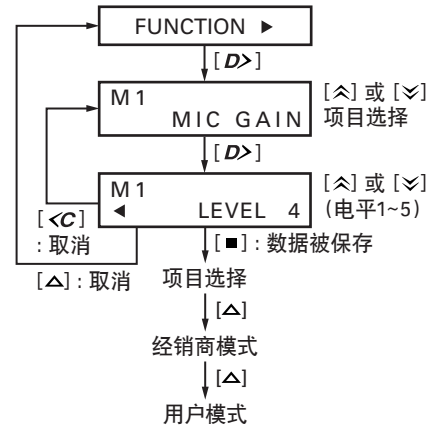 FUNCTION ▶
[D>]
M1
MIC GAIN
[︽] 或 [︾]
项目选择
[D>]
M1
◀ LEVEL 4
[︽] 或 [︾]
(电平1~5)
[<C]
: 取消
[■] : 数据被保存
[△] : 取消
项目选择
[△]
经销商模式
[△]
用户模式